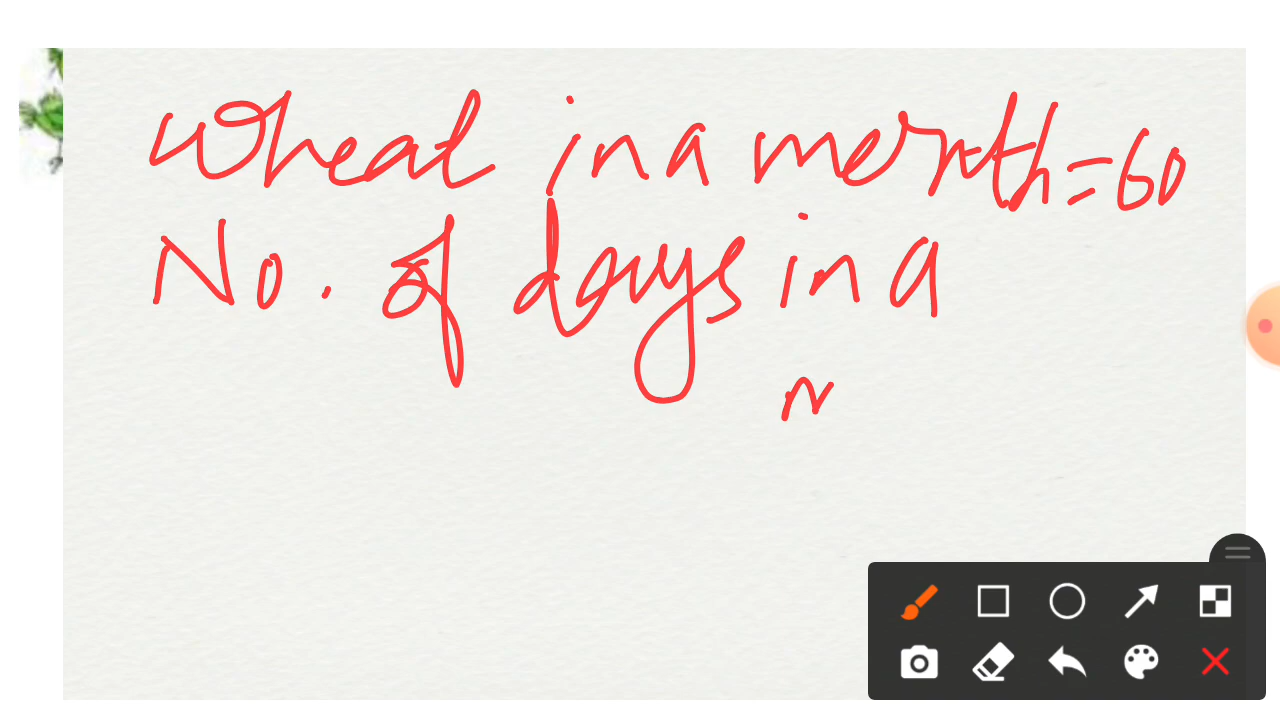 Wheat in a month=60
No. of days in a
m